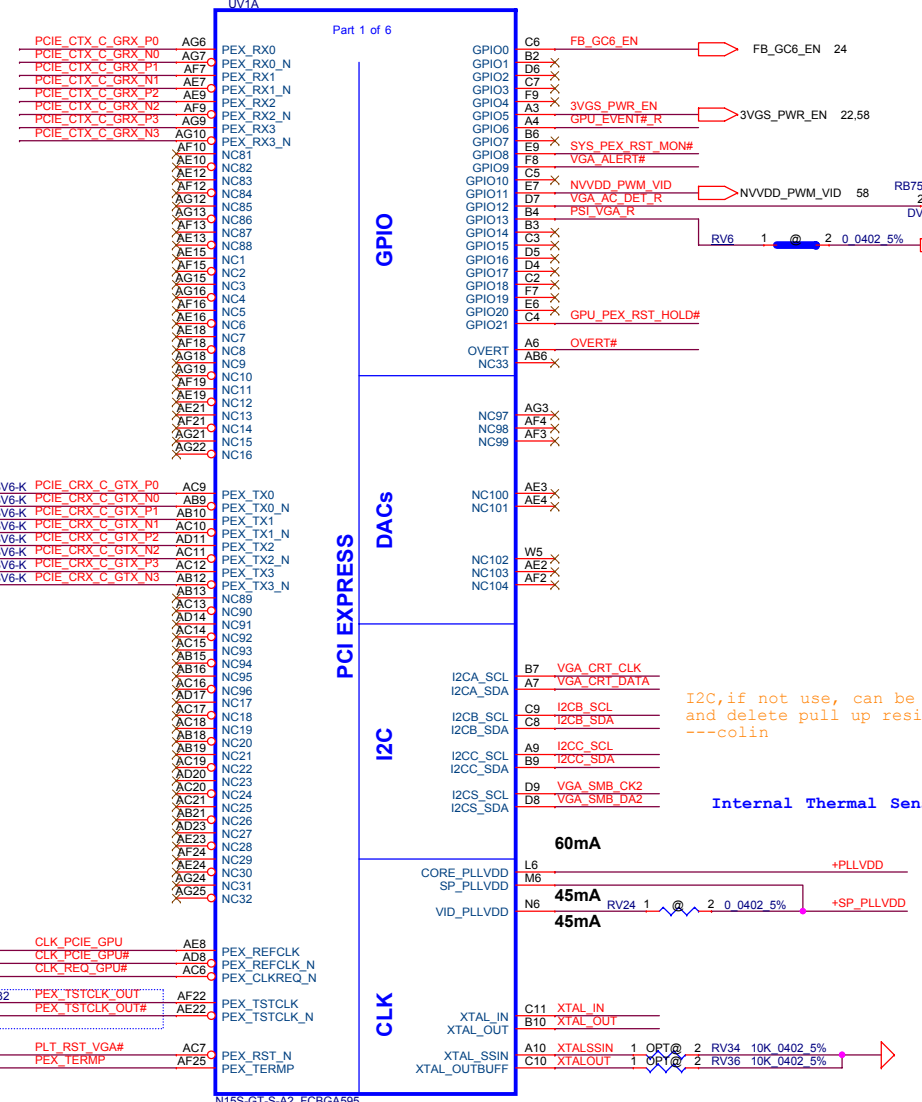 UV1A
Part 1 of 6
PCIE_CTX_C_GRX_P0 AG6 PEX_RX0
PCIE_CTX_C_GRX_N0 AG7 PEX_RX0_N
PCIE_CTX_C_GRX_P1 AF7 PEX_RX1
PCIE_CTX_C_GRX_N1 AE7 PEX_RX1_N
PCIE_CTX_C_GRX_P2 AE9 PEX_RX2
PCIE_CTX_C_GRX_N2 AF9 PEX_RX2_N
PCIE_CTX_C_GRX_P3 AG9 PEX_RX3
PCIE_CTX_C_GRX_N3 AG10 PEX_RX3_N
AF10 NC81
AE10 NC82
AE12 NC83
AF12 NC84
AG12 NC85
AG13 NC86
AF13 NC87
AE13 NC88
AE15 NC1
AF15 NC2
AG15 NC3
AG16 NC4
AF16 NC5
AE16 NC6
AE18 NC7
AF18 NC8
AG18 NC9
AG19 NC10
AF19 NC11
AE19 NC12
AE21 NC13
AF21 NC14
AG21 NC15
AG22 NC16
V6-K PCIE_CRX_C_GTX_P0 AC9 PEX_TX0
V6-K PCIE_CRX_C_GTX_N0 AB9 PEX_TX0_N
V6-K PCIE_CRX_C_GTX_P1 AB10 PEX_TX1
V6-K PCIE_CRX_C_GTX_N1 AC10 PEX_TX1_N
V6-K PCIE_CRX_C_GTX_P2 AD11 PEX_TX2
V6-K PCIE_CRX_C_GTX_N2 AC11 PEX_TX2_N
V6-K PCIE_CRX_C_GTX_P3 AC12 PEX_TX3
V6-K PCIE_CRX_C_GTX_N3 AB12 PEX_TX3_N
AB13 NC89
AC13 NC90
AD14 NC91
AC14 NC92
AC15 NC93
AB15 NC94
AB16 NC95
AC16 NC96
AD17 NC17
AC17 NC18
AC18 NC19
AB18 NC20
AB19 NC21
AC19 NC22
AD20 NC23
AC20 NC24
AC21 NC25
AB21 NC26
AD23 NC27
AE23 NC28
AF24 NC29
AE24 NC30
AG24 NC31
AG25 NC32
CLK_PCIE_GPU AE8 PEX_REFCLK
CLK_PCIE_GPU# AD8 PEX_REFCLK_N
CLK_REQ_GPU# AC6 PEX_CLKREQ_N
32 PEX_TSTCLK_OUT AF22 PEX_TSTCLK
PEX_TSTCLK_OUT# AE22 PEX_TSTCLK_N
PLT_RST_VGA# AC7 PEX_RST_N
PEX_TERMP AF25 PEX_TERMP
PCI EXPRESS
GPIO
DACs
I2C
CLK
GPIO0 C6 FB_GC6_EN FB_GC6_EN 24
GPIO1 B2
GPIO2 D6
GPIO3 C7
GPIO4 F9
GPIO5 A3 3VGS_PWR_EN 3VGS_PWR_EN 22,58
GPIO6 A4 GPU_EVENT#_R
GPIO7 B6
GPIO8 E9 SYS_PEX_RST_MON#
GPIO9 F8 VGA_ALERT#
GPIO10 C5
GPIO11 E7 NVVDD_PWM_VID NVVDD_PWM_VID 58 RB75
GPIO12 D7 VGA_AC_DET_R 2
GPIO13 B4 PSI_VGA_R DV
GPIO14 B3
GPIO15 C3 RV6 1 @ 2 0_0402_5%
GPIO16 D5
GPIO17 D4
GPIO18 C2
GPIO19 F7
GPIO20 E6
GPIO21 C4 GPU_PEX_RST_HOLD#
OVERT A6 OVERT#
NC33 AB6
NC97 AG3
NC98 AF4
NC99 AF3
NC100 AE3
NC101 AE4
NC102 W5
NC103 AE2
NC104 AF2
I2CA_SCL B7 VGA_CRT_CLK
I2CA_SDA A7 VGA_CRT_DATA
I2CB_SCL C9 I2CB_SCL
I2CB_SDA C8 I2CB_SDA
I2CC_SCL A9 I2CC_SCL
I2CC_SDA B9 I2CC_SDA
I2CS_SCL D9 VGA_SMB_CK2
I2CS_SDA D8 VGA_SMB_DA2
I2C,if not use, can be
and delete pull up resi
---colin
Internal Thermal Sen
60mA
CORE_PLLVDD L6 +PLLVDD
SP_PLLVDD M6
45mA
VID_PLLVDD N6 RV24 1 @ 2 0_0402_5% +SP_PLLVDD
45mA
XTAL_IN C11 XTAL_IN
XTAL_OUT B10 XTAL_OUT
XTAL_SSIN A10 XTALSSIN 1 OPT@ 2 RV34 10K_0402_5%
XTAL_OUTBUFF C10 XTALOUT 1 OPT@ 2 RV36 10K_0402_5%
N15S-GT-S-A2_FCBGA595